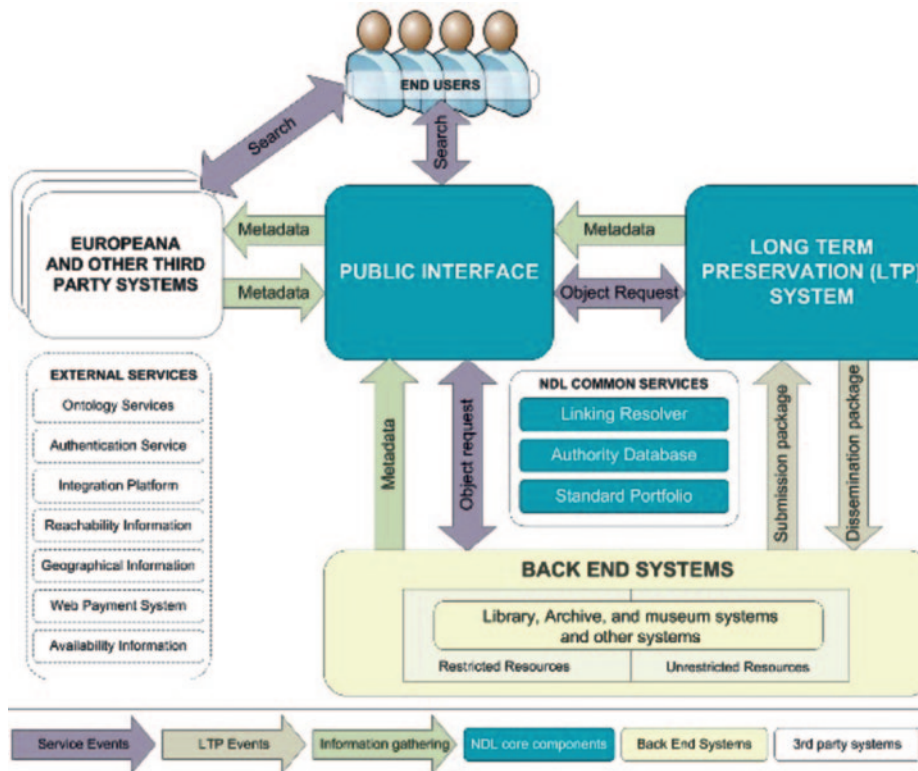 END USERS
Search
Search
EUROPEANA
AND OTHER THIRD
PARTY SYSTEMS
Metadata
Metadata
PUBLIC INTERFACE
Metadata
Object Request
LONG TERM
PRESERVATION (LTP)
SYSTEM
EXTERNAL SERVICES
Ontology Services
Authentication Service
Integration Platform
Reachability Information
Geographical Information
Web Payment System
Availability Information
Metadata
Object request
NDL COMMON SERVICES
Linking Resolver
Authority Database
Standard Portfolio
Submission package
Dissemination package
BACK END SYSTEMS
Library, Archive, and museum systems
and other systems
Restricted Resources
Unrestricted Resources
Service Events
LTP Events
Information gathering
NDL core components
Back End Systems
3rd party systems